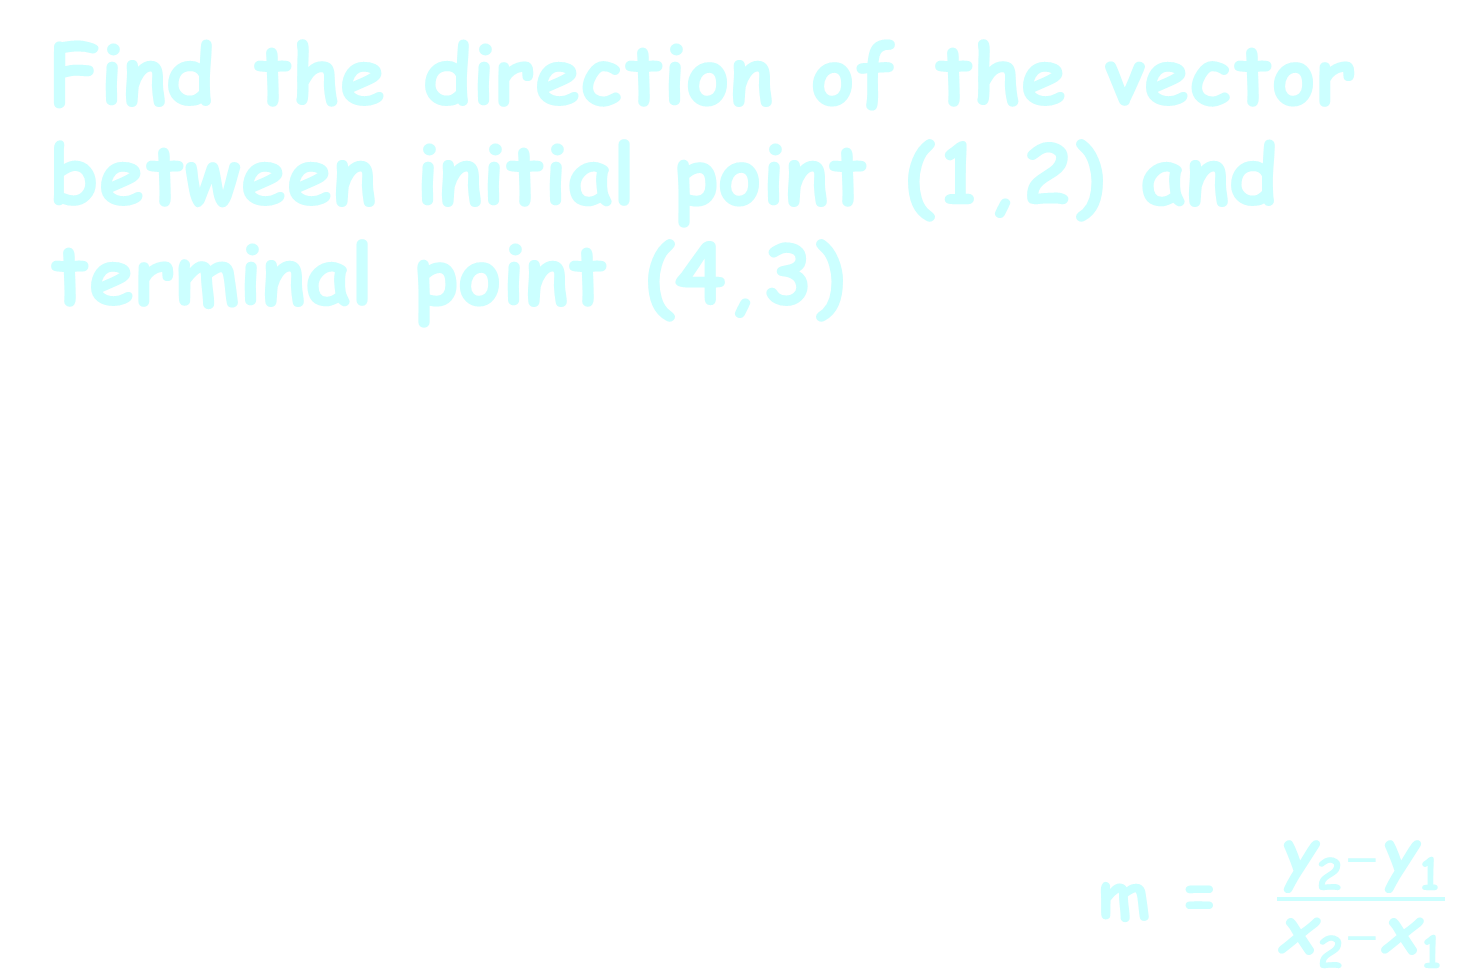 Find the direction of the vector
between initial point (1,2) and
terminal point (4,3)
m = y₂−y₁
x₂−x₁